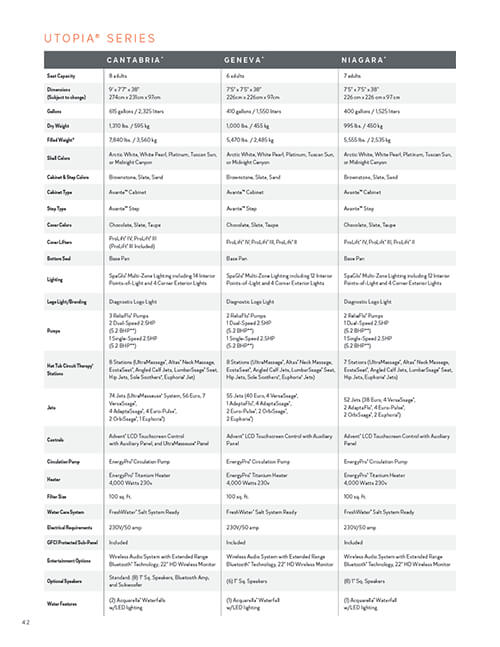 UTOPIA® SERIES
CANTABRIA® GENEVA® NIAGARA®
Seat Capacity 8 adults 6 adults 7 adults
Dimensions 9' x 7'7" x 38" 7'5" x 7'5" x 38" 7'5" x 7'5" x 38"
(Subject to change) 274cm x 231cm x 97cm 226cm x 226cm x 97cm 226 cm x 226 cm x 97 cm
Gallons 615 gallons / 2,325 liters 410 gallons / 1,550 liters 400 gallons / 1,525 liters
Dry Weight 1,310 lbs. / 595 kg 1,000 lbs. / 455 kg 995 lbs. / 450 kg
Filled Weight* 7,840 lbs. / 3,560 kg 5,470 lbs. / 2,485 kg 5,555 lbs. / 2,535 kg
Shell Colors Arctic White, White Pearl, Platinum, Tuscan Sun, Arctic White, White Pearl, Platinum, Tuscan Sun, Arctic White, White Pearl, Platinum, Tuscan Sun,
or Midnight Canyon or Midnight Canyon or Midnight Canyon
Cabinet & Step Colors Brownstone, Slate, Sand Brownstone, Slate, Sand Brownstone, Slate, Sand
Cabinet Type Avante™ Cabinet Avante™ Cabinet Avante™ Cabinet
Step Type Avante™ Step Avante™ Step Avante™ Step
Cover Colors Chocolate, Slate, Taupe Chocolate, Slate, Taupe Chocolate, Slate, Taupe
Cover Lifters ProLift® IV, ProLift® III ProLift® IV, ProLift® III, ProLift® II ProLift® IV, ProLift® III, ProLift® II
(ProLift® III Included)
Bottom Seal Base Pan Base Pan Base Pan
Lighting SpaGlo® Multi-Zone Lighting including 14 Interior SpaGlo® Multi-Zone Lighting including 12 Interior SpaGlo® Multi-Zone Lighting including 12 Interior
Points-of-Light and 4 Corner Exterior Lights Points-of-Light and 4 Corner Exterior Lights Points-of-Light and 4 Corner Exterior Lights
Logo Light/Branding Diagnostic Logo Light Diagnostic Logo Light Diagnostic Logo Light
Pumps 3 ReliaFlo® Pumps 2 ReliaFlo® Pumps 2 ReliaFlo® Pumps
2 Dual-Speed 2.5HP 1 Dual-Speed 2.5HP 1 Dual-Speed 2.5HP
(5.2 BHP**) (5.2 BHP**) (5.2 BHP**)
1 Single-Speed 2.5HP 1 Single-Speed 2.5HP 1 Single-Speed 2.5HP
(5.2 BHP**) (5.2 BHP**) (5.2 BHP**)
Hot Tub Circuit Therapy® 8 Stations (UltraMassage®, Altas® Neck Massage, 8 Stations (UltraMassage®, Altas® Neck Massage, 7 Stations (UltraMassage®, Altas® Neck Massage,
Stations EcstaSeat®, Angled Calf Jets, LumbarSsage® Seat, EcstaSeat®, Angled Calf Jets, LumbarSsage® Seat, EcstaSeat®, Angled Calf Jets, LumbarSsage® Seat,
Hip Jets, Sole Soothers®, Euphoria® Jet) Hip Jets, Sole Soothers®, Euphoria® Jets) Hip Jets, Euphoria® Jets)
Jets 74 Jets (UltraMasseuse® System, 56 Euro, 7 55 Jets (40 Euro, 4 VersaSsage®, 52 Jets (38 Euro, 4 VersaSsage®,
VersaSsage®, 1 AdaptaFlo®, 4 AdaptaSsage®, 2 AdaptaFlo®, 4 Euro-Pulse®,
4 AdaptaSsage®, 4 Euro-Pulse®, 2 Euro-Pulse®, 2 OrbiSsage®, 2 OrbiSsage®, 2 Euphoria®)
2 OrbiSsage®, 1 Euphoria®) 2 Euphoria®)
Controls Advent® LCD Touchscreen Control Advent® LCD Touchscreen Control with Auxiliary Advent® LCD Touchscreen Control with Auxiliary
with Auxiliary Panel, and UltraMasseuse® Panel Panel Panel
Circulation Pump EnergyPro® Circulation Pump EnergyPro® Circulation Pump EnergyPro® Circulation Pump
Heater EnergyPro® Titanium Heater EnergyPro® Titanium Heater EnergyPro® Titanium Heater
4,000 Watts 230v 4,000 Watts 230v 4,000 Watts 230v
Filter Size 100 sq. ft. 100 sq. ft. 100 sq. ft.
Water Care System FreshWater® Salt System Ready FreshWater® Salt System Ready FreshWater® Salt System Ready
Electrical Requirements 230V/50 amp 230V/50 amp 230V/50 amp
GFCI Protected Sub-Panel Included Included Included
Entertainment Options Wireless Audio System with Extended Range Wireless Audio System with Extended Range Wireless Audio System with Extended Range
Bluetooth® Technology, 22" HD Wireless Monitor Bluetooth® Technology, 22" HD Wireless Monitor Bluetooth® Technology, 22" HD Wireless Monitor
Optional Speakers Standard: (8) 1" Sq. Speakers, Bluetooth Amp, (6) 1" Sq. Speakers (8) 1" Sq. Speakers
and Subwoofer
Water Features (2) Acquarella® Waterfalls (1) Acquarella® Waterfall (1) Acquarella® Waterfall
w/LED lighting w/LED lighting w/LED lighting
42